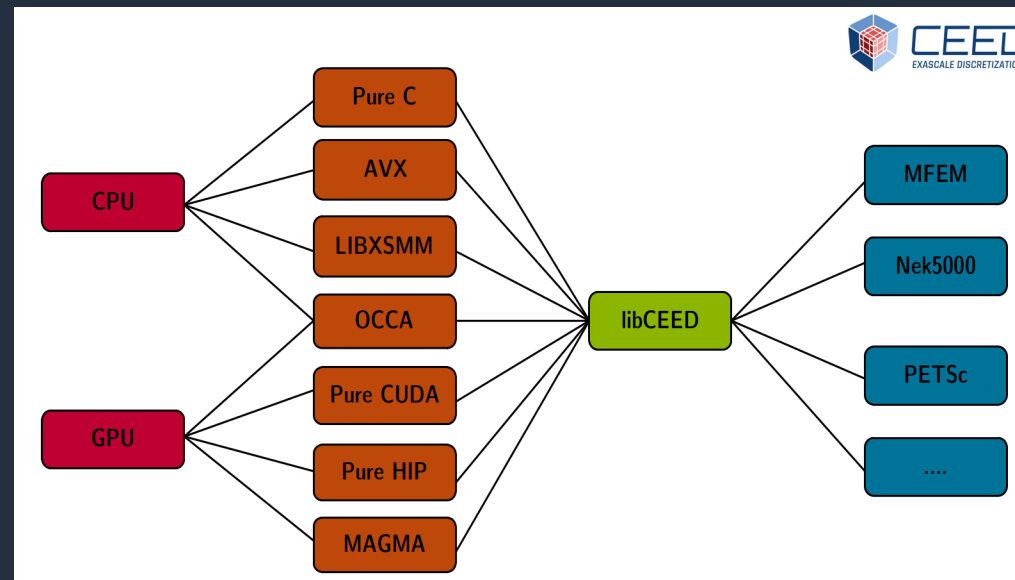 CEED
EXASCALE DISCRETIZATIO
Pure C
AVX
CPU
MFEM
LIBXSMM
Nek5000
OCCA
libCEED
Pure CUDA
PETSc
GPU
Pure HIP
....
MAGMA